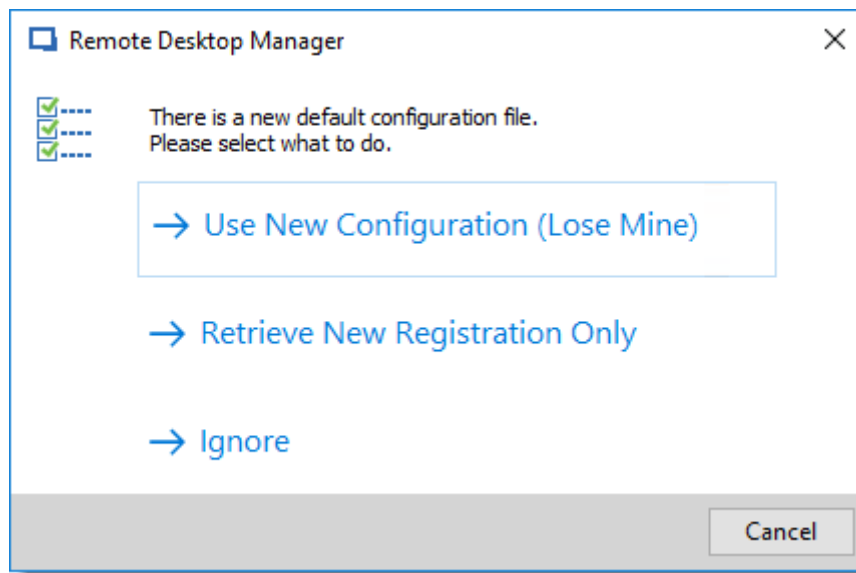 Remote Desktop Manager
There is a new default configuration file.
Please select what to do.
Use New Configuration (Lose Mine)
Retrieve New Registration Only
Ignore
Cancel